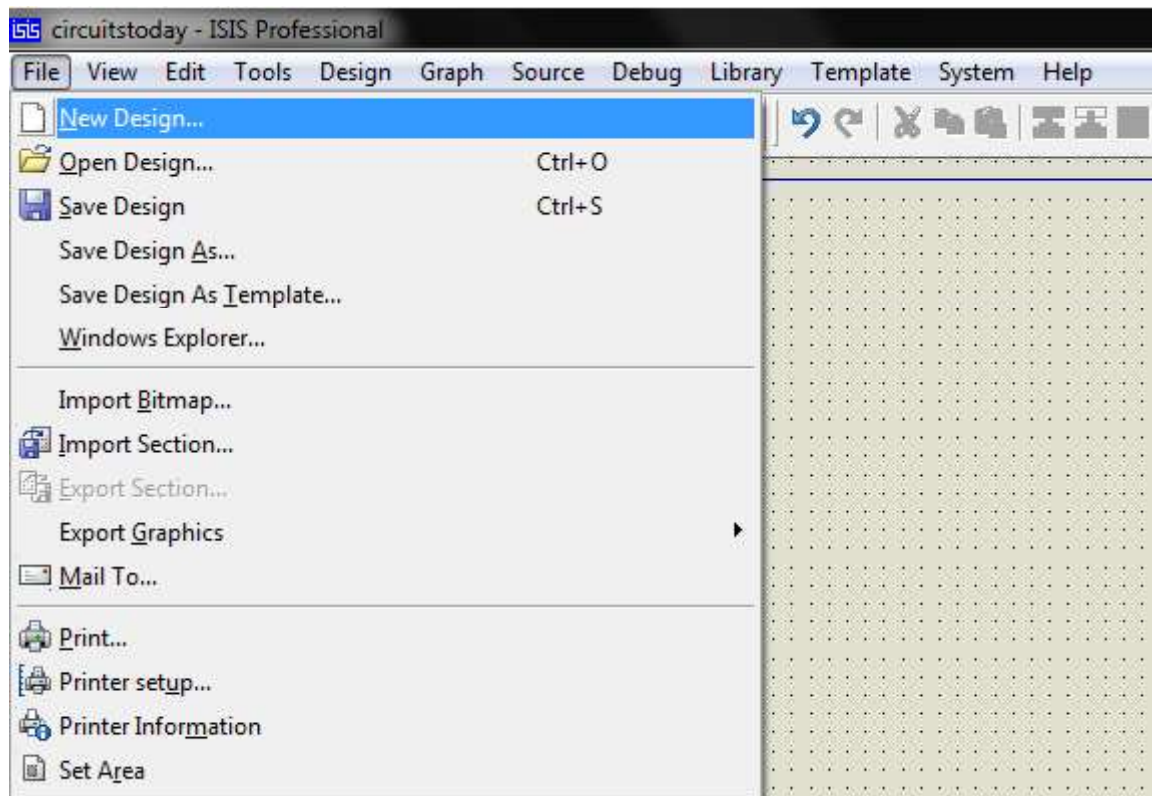 isis circuitstoday - ISIS Professional
File View Edit Tools Design Graph Source Debug Library Template System Help
New Design...
Open Design... Ctrl+O
Save Design Ctrl+S
Save Design As...
Save Design As Template...
Windows Explorer...
Import Bitmap...
Import Section...
Export Section...
Export Graphics
Mail To...
Print...
Printer setup...
Printer Information
Set Area